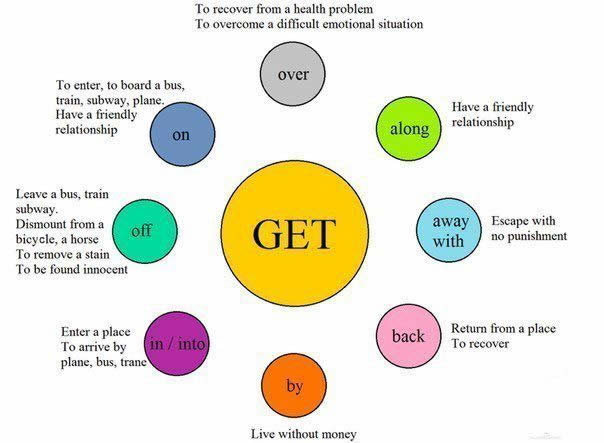 To recover from a health problem
To overcome a difficult emotional situation
over
To enter, to board a bus,
train, subway, plane.
Have a friendly
relationship
on
along
Have a friendly
relationship
Leave a bus, train
subway.
Dismount from a
bicycle, a horse
To remove a stain
To be found innocent
off
GET
away
with
Escape with
no punishment
Enter a place
To arrive by
plane, bus, trane
in / into
back
Return from a place
To recover
by
Live without money